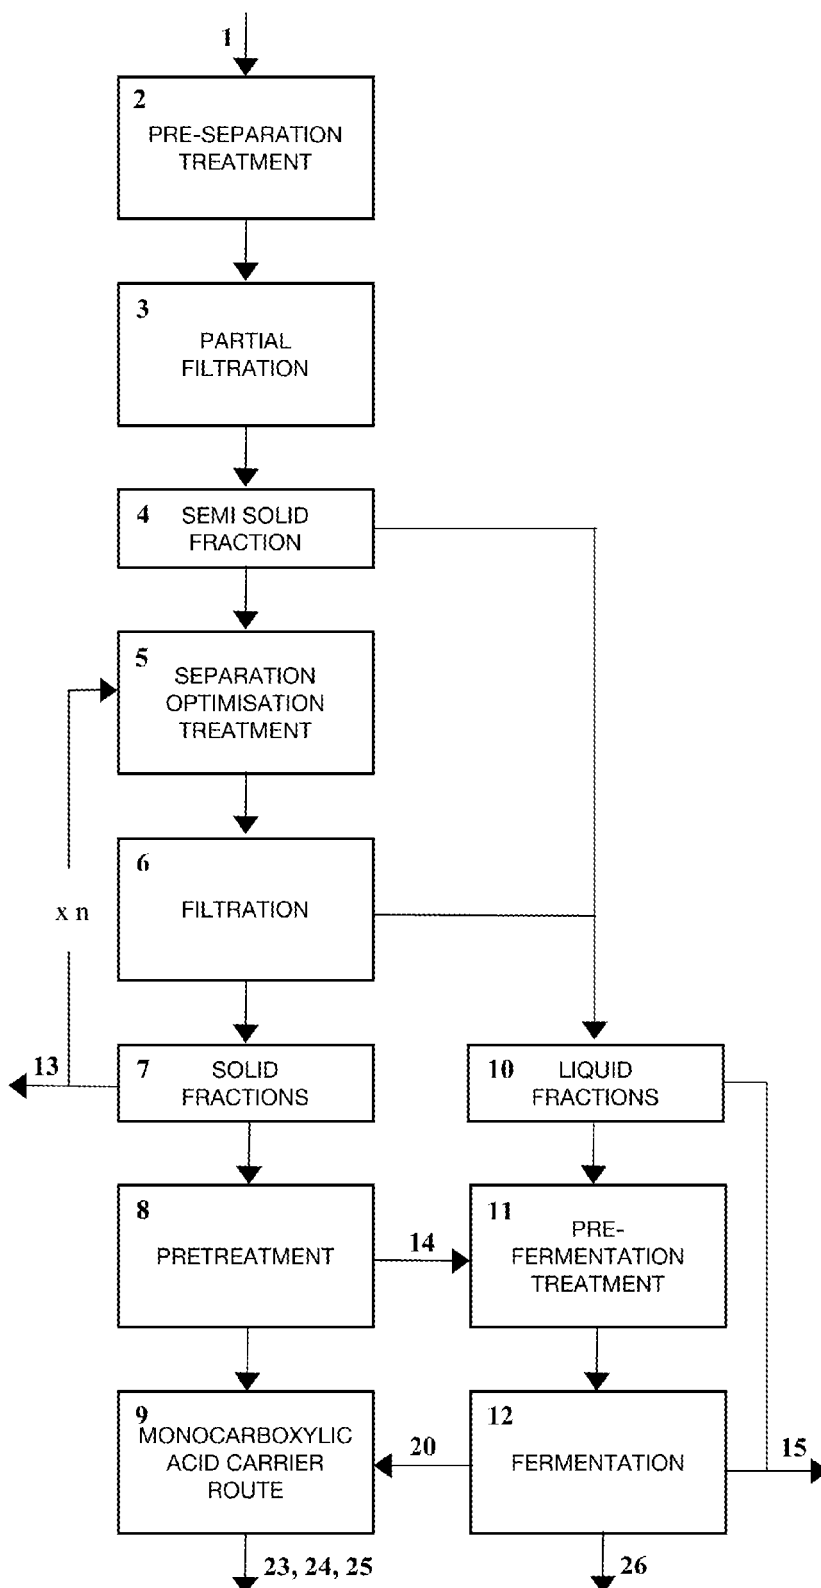 1
2
PRE-SEPARATION
TREATMENT
3
PARTIAL
FILTRATION
4
SEMI SOLID
FRACTION
5
SEPARATION
OPTIMISATION
TREATMENT
6
FILTRATION
x n
13
7
SOLID
FRACTIONS
10
LIQUID
FRACTIONS
8
PRETREATMENT
14
11
PRE-
FERMENTATION
TREATMENT
9
MONOCARBOXYLIC
ACID CARRIER
ROUTE
20
12
FERMENTATION
15
23, 24, 25
26